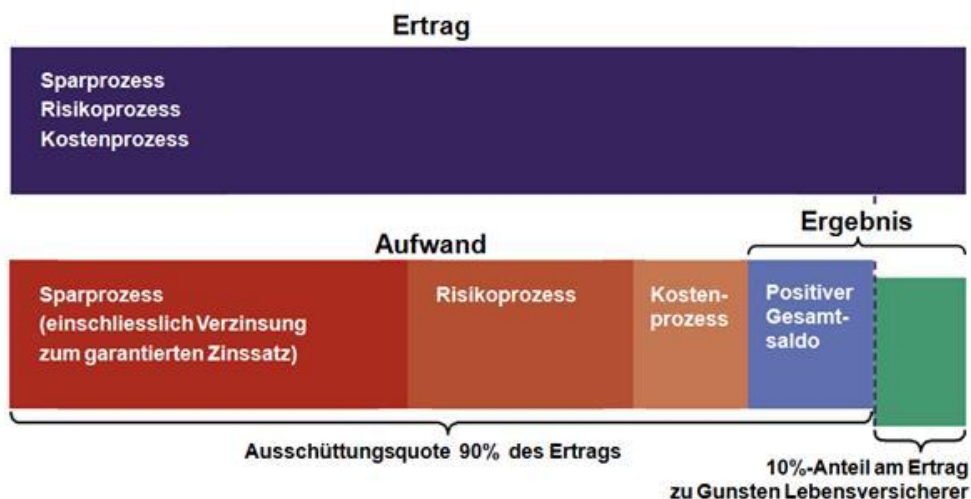 Ertrag
Sparprozess
Risikoprozess
Kostenprozess
Ergebnis
Aufwand
Sparprozess
(einschliesslich Verzinsung
zum garantierten Zinssatz)
Risikoprozess
Kosten-
prozess
Positiver
Gesamt-
saldo
Ausschüttungsquote 90% des Ertrags
10%-Anteil am Ertrag
zu Gunsten Lebensversicherer